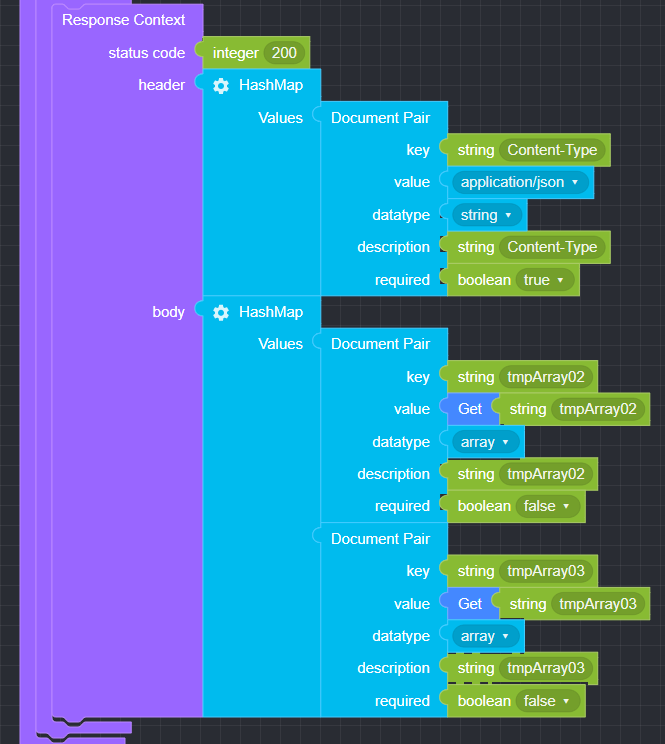 Response Context
status code integer 200
header HashMap
Values Document Pair
key string Content-Type
value application/json
datatype string
description string Content-Type
required boolean true
body HashMap
Values Document Pair
key string tmpArray02
value Get string tmpArray02
datatype array
description string tmpArray02
required boolean false
Document Pair
key string tmpArray03
value Get string tmpArray03
datatype array
description string tmpArray03
required boolean false